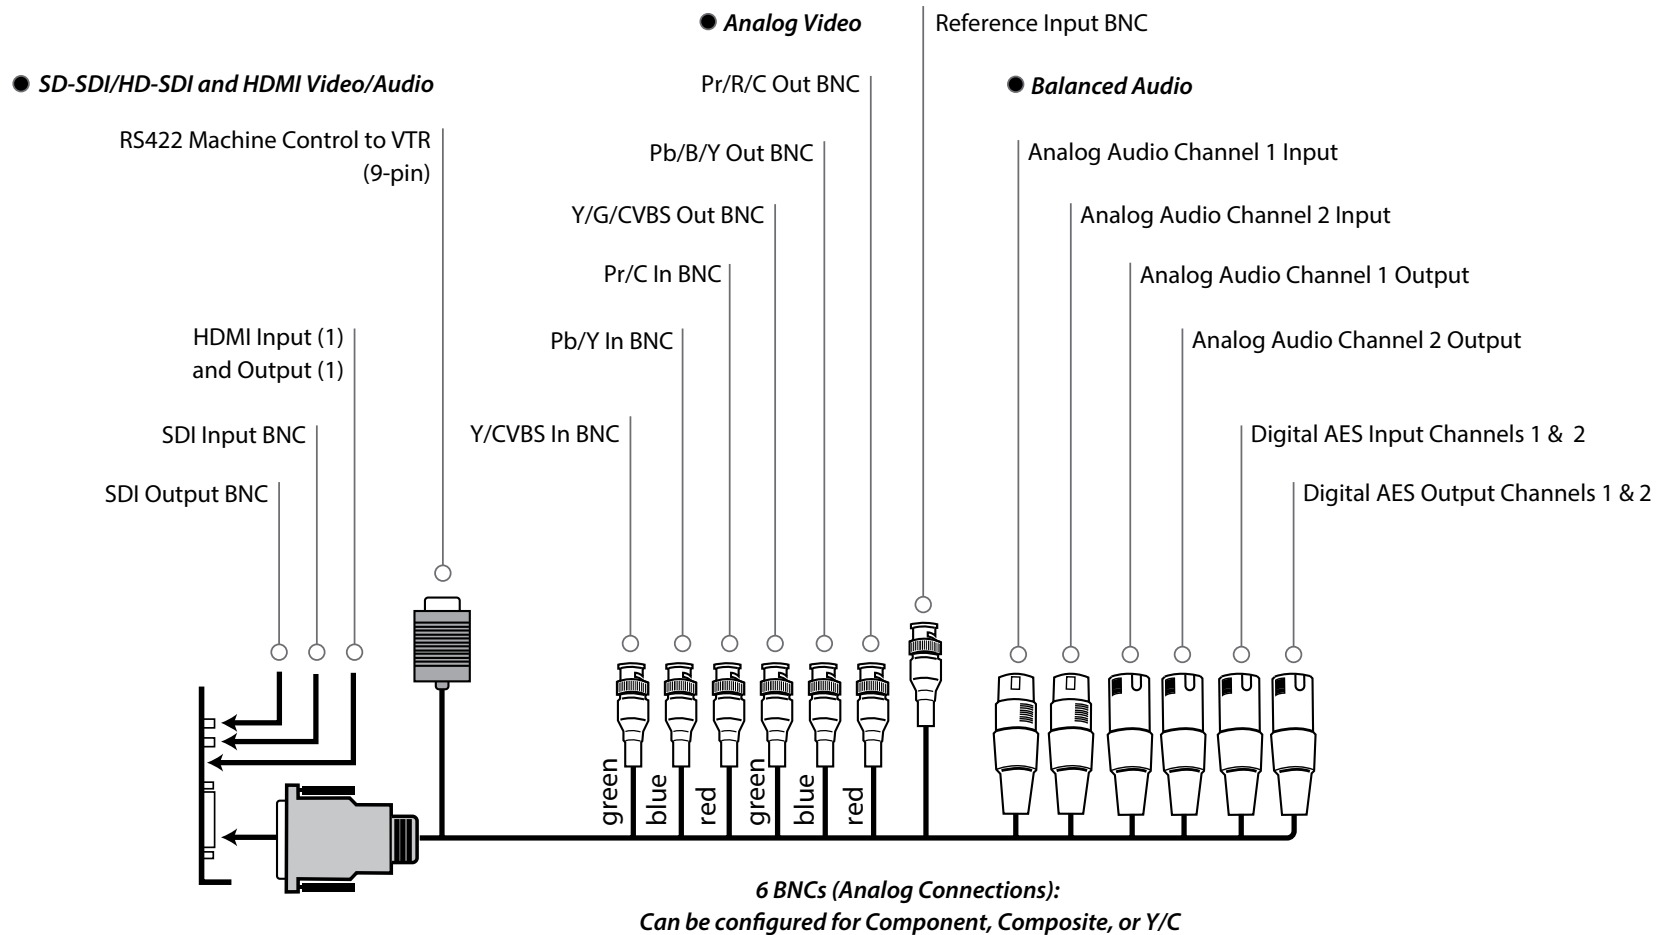 ● Analog Video
Reference Input BNC
● SD-SDI/HD-SDI and HDMI Video/Audio
Pr/R/C Out BNC
● Balanced Audio
RS422 Machine Control to VTR
(9-pin)
Pb/B/Y Out BNC
Analog Audio Channel 1 Input
Y/G/CVBS Out BNC
Analog Audio Channel 2 Input
Pr/C In BNC
Analog Audio Channel 1 Output
HDMI Input (1)
and Output (1)
Pb/Y In BNC
Analog Audio Channel 2 Output
SDI Input BNC
Y/CVBS In BNC
Digital AES Input Channels 1 &  2
SDI Output BNC
Digital AES Output Channels 1 & 2
green
blue
red
green
blue
red
6 BNCs (Analog Connections):
Can be configured for Component, Composite, or Y/C